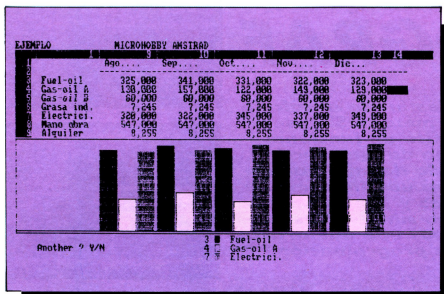 EJEMPLO MICROHOBBY AMSTRAD
1 9 10 11 12 13 14
Ago.... Sep.... Oct.... Nov.... Dic...
Fuel-oil 325,000 341,000 331,000 322,000 323,000
Gas-oil A 130,000 157,000 122,000 149,000 129,000
Gas-oil B 60,000 60,000 60,000 60,000 60,000
Grasa ind. 7,245 7,245 7,245 7,245 7,245
Electrici. 320,000 322,000 345,000 337,000 349,000
Mano obra 547,000 547,000 547,000 547,000 547,000
Alquiler 8,255 8,255 8,255 8,255 8,255
3 Fuel-oil
Another ? Y/N 4 Gas-oil A
7 Electrici.